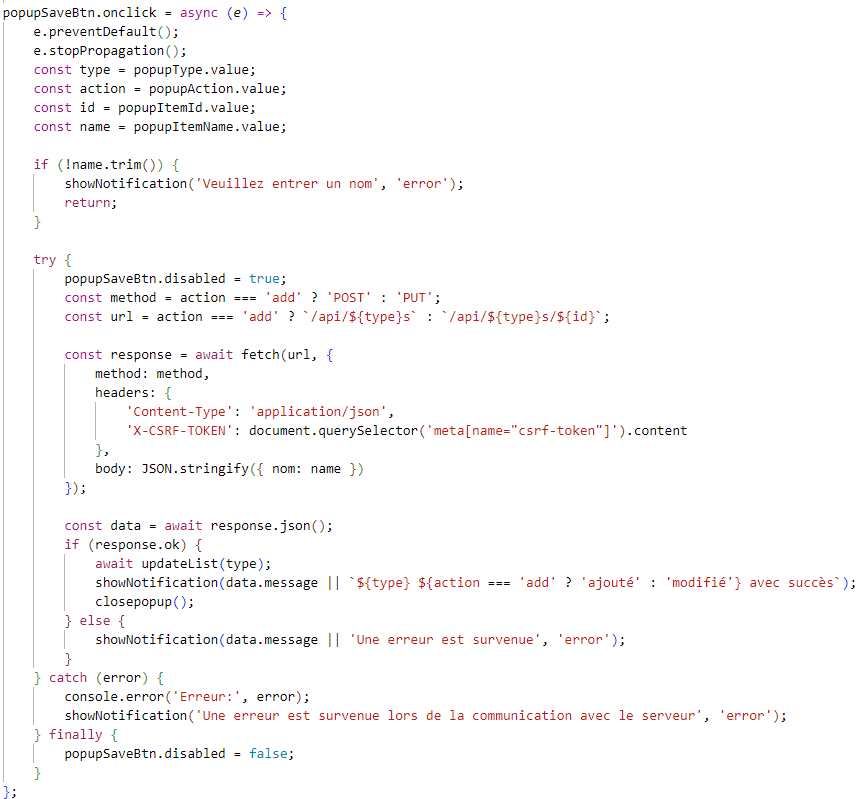 popupSaveBtn.onclick = async (e) => {
    e.preventDefault();
    e.stopPropagation();
    const type = popupType.value;
    const action = popupAction.value;
    const id = popupItemId.value;
    const name = popupItemName.value;

    if (!name.trim()) {
        showNotification('Veuillez entrer un nom', 'error');
        return;
    }

    try {
        popupSaveBtn.disabled = true;
        const method = action === 'add' ? 'POST' : 'PUT';
        const url = action === 'add' ? `/api/${type}s` : `/api/${type}s/${id}`;

        const response = await fetch(url, {
            method: method,
            headers: {
                'Content-Type': 'application/json',
                'X-CSRF-TOKEN': document.querySelector('meta[name="csrf-token"]').content
            },
            body: JSON.stringify({ nom: name })
        });

        const data = await response.json();
        if (response.ok) {
            await updateList(type);
            showNotification(data.message || `${type} ${action === 'add' ? 'ajouté' : 'modifié'} avec succès`);
            closepopup();
        } else {
            showNotification(data.message || 'Une erreur est survenue', 'error');
        }
    } catch (error) {
        console.error('Erreur:', error);
        showNotification('Une erreur est survenue lors de la communication avec le serveur', 'error');
    } finally {
        popupSaveBtn.disabled = false;
    }
};